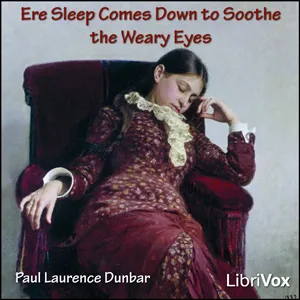 Ere Sleep Comes Down to Soothe
the Weary Eyes
Paul Laurence Dunbar
LibriVox